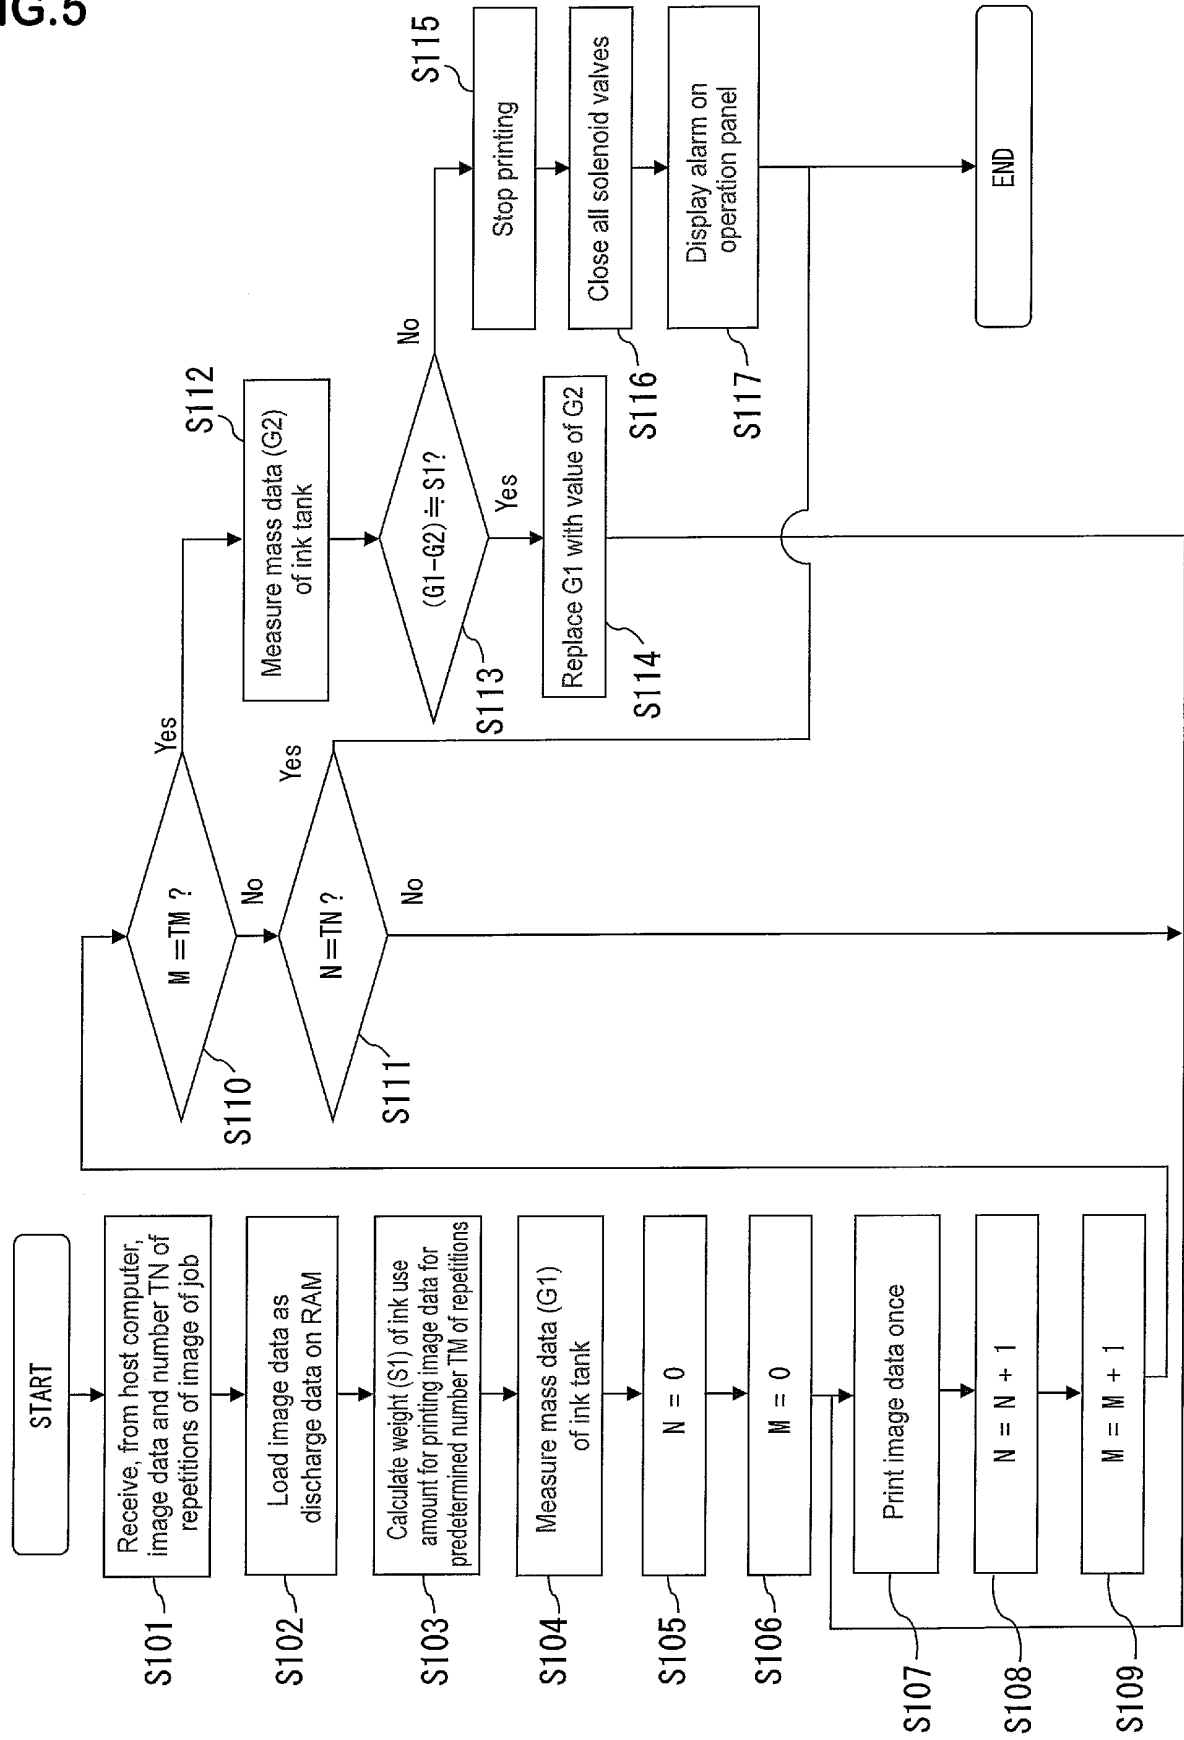 IG.5
START
Receive, from host computer,
image data and number TN of
repetitions of image of job
S101
Load image data as
discharge data on RAM
S102
Calculate weight (S1) of ink use
amount for printing image data for
predetermined number TM of repetitions
S103
Measure mass data (G1)
of ink tank
S104
N = 0
S105
M = 0
S106
Print image data once
S107
N = N + 1
S108
M = M + 1
S109
M =TM ?
Yes
No
S110
N =TN ?
Yes
No
S111
S112
Measure mass data (G2)
of ink tank
(G1-G2) ≒ S1?
No
Yes
S113
Replace G1 with value of G2
S114
S115
Stop printing
Close all solenoid valves
S116
Display alarm on
operation panel
S117
END